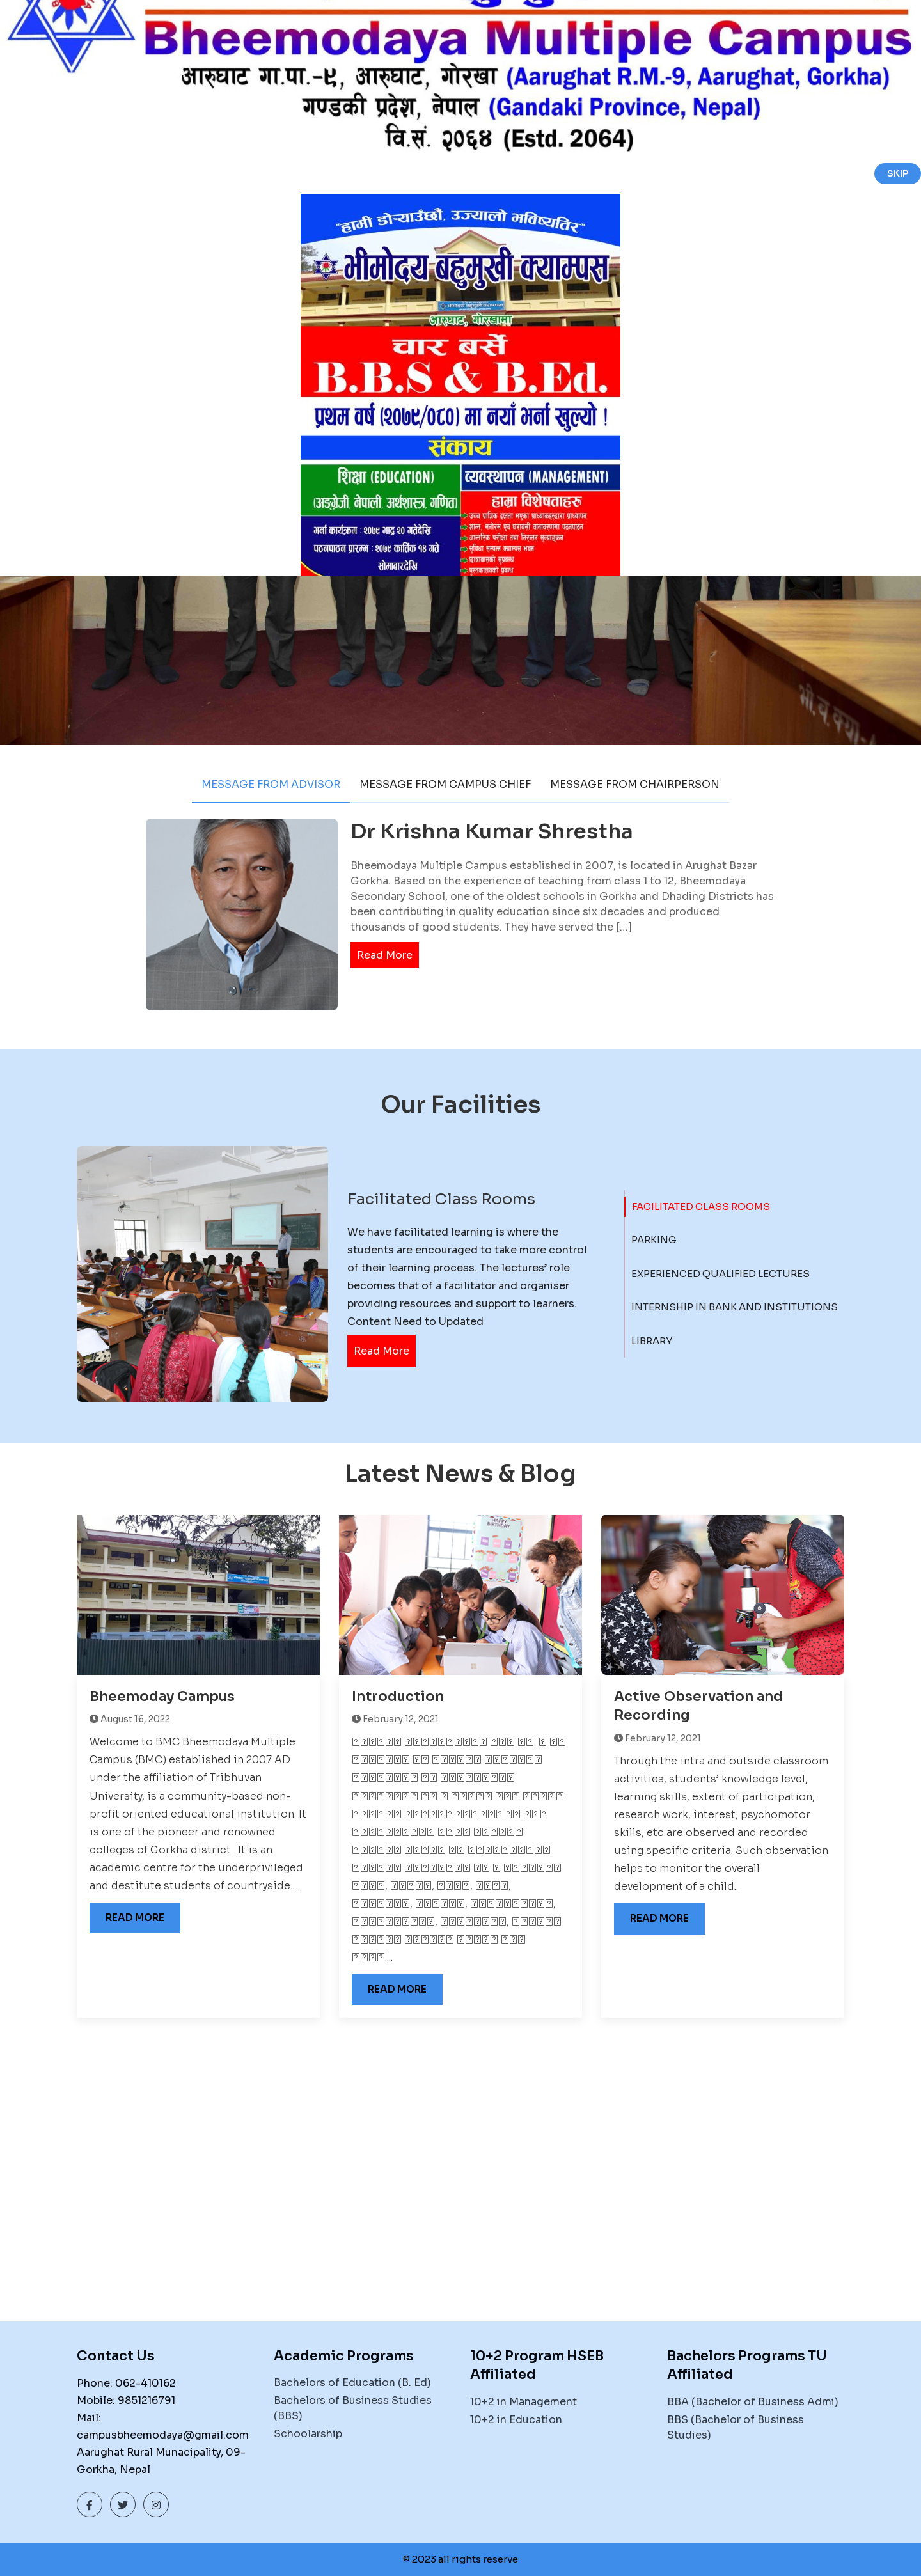 Bheemodaya Multiple Campus
आरुघाट गा.पा.-९, आरुघाट, गोरखा (Aarughat R.M.-9, Aarughat, Gorkha)
गण्डकी प्रदेश, नेपाल (Gandaki Province, Nepal)
वि.सं. २०६४ (Estd. 2064)
SKIP
"हामी डोऱ्याउँछौं, उज्यालो भविष्यतिर"
भीमोदय बहुमुखी क्याम्पस
आरुघाट, गोरखामा
चार बर्से
B.B.S & B.Ed.
प्रथम वर्ष (२०७९/०८०) मा नयाँ भर्ना खुल्यो !
संकाय
शिक्षा (EDUCATION)
(अङ्ग्रेजी, नेपाली, अर्थशास्त्र, गणित)
भर्ना कार्यक्रम : २०७९ भाद्र २० गतेदेखि
पठनपाठन प्रारम्भ : २०७९ कार्तिक १४ गते
सोमबारदेखि
व्यवस्थापन (MANAGEMENT)
हाम्रा विशेषताहरु
MESSAGE FROM ADVISOR
MESSAGE FROM CAMPUS CHIEF
MESSAGE FROM CHAIRPERSON
Dr Krishna Kumar Shrestha
Bheemodaya Multiple Campus established in 2007, is located in Arughat Bazar
Gorkha. Based on the experience of teaching from class 1 to 12, Bheemodaya
Secondary School, one of the oldest schools in Gorkha and Dhading Districts has
been contributing in quality education since six decades and produced
thousands of good students. They have served the […]
Read More
Our Facilities
Facilitated Class Rooms
We have facilitated learning is where the
students are encouraged to take more control
of their learning process. The lectures' role
becomes that of a facilitator and organiser
providing resources and support to learners.
Content Need to Updated
Read More
FACILITATED CLASS ROOMS
PARKING
EXPERIENCED QUALIFIED LECTURES
INTERNSHIP IN BANK AND INSTITUTIONS
LIBRARY
Latest News & Blog
Bheemoday Campus
August 16, 2022
Welcome to BMC Bheemodaya Multiple
Campus (BMC) established in 2007 AD
under the affiliation of Tribhuvan
University, is a community-based non-
profit oriented educational institution. It
is one of the pioneer and renowned
colleges of Gorkha district. It is an
academic centre for the underprivileged
and destitute students of countryside....
READ MORE
Introduction
February 12, 2021
READ MORE
Active Observation and
Recording
February 12, 2021
Through the intra and outside classroom
activities, students' knowledge level,
learning skills, extent of participation,
research work, interest, psychomotor
skills, etc are observed and recorded
using specific criteria. Such observation
helps to monitor the overall
development of a child..
READ MORE
Contact Us
Phone: 062-410162
Mobile: 9851216791
Mail:
campusbheemodaya@gmail.com
Aarughat Rural Munacipality, 09-
Gorkha, Nepal
Academic Programs
Bachelors of Education (B. Ed)
Bachelors of Business Studies
(BBS)
Schoolarship
10+2 Program HSEB
Affiliated
10+2 in Management
10+2 in Education
Bachelors Programs TU
Affiliated
BBA (Bachelor of Business Admi)
BBS (Bachelor of Business
Studies)
© 2023 all rights reserve